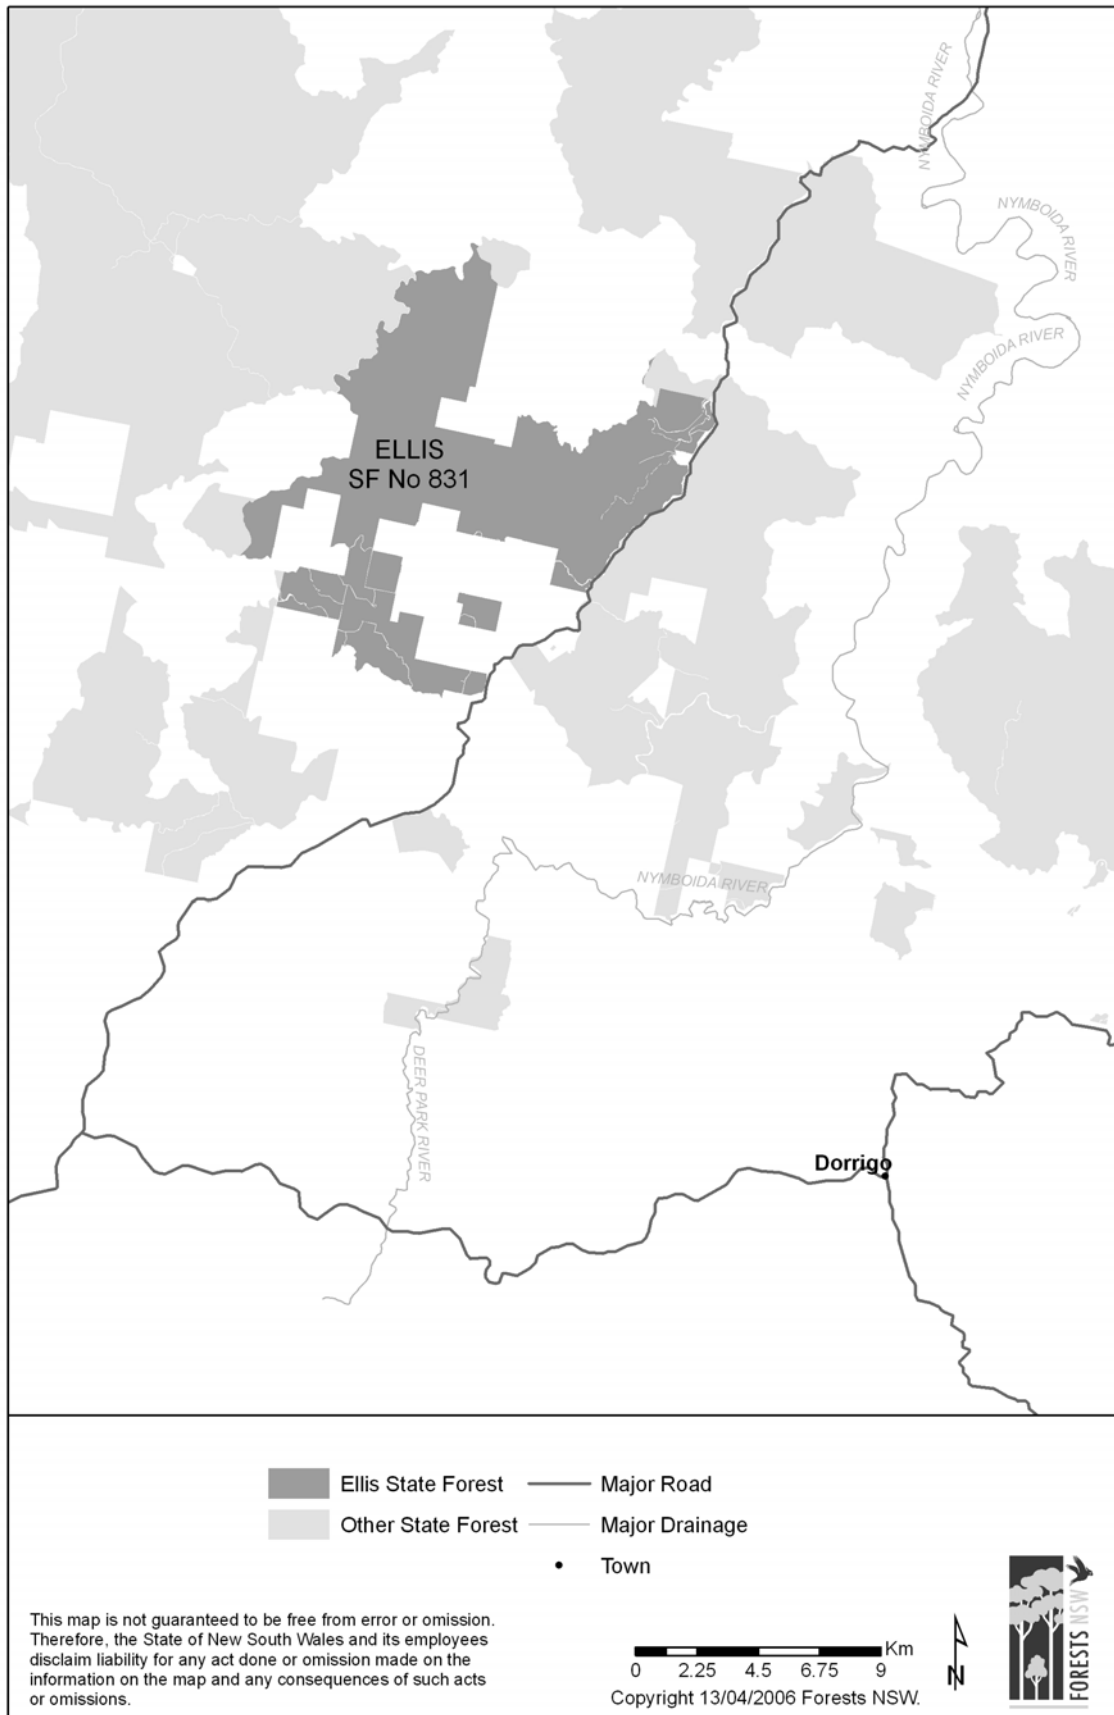 NYMBOIDA RIVER
NYMBOIDA RIVER
NYMBOIDA RIVER
ELLIS
SF No 831
NYMBOIDA RIVER
DEER PARK RIVER
Dorrigo
Ellis State Forest
Major Road
Other State Forest
Major Drainage
Town
This map is not guaranteed to be free from error or omission.
Therefore, the State of New South Wales and its employees
disclaim liability for any act done or omission made on the
information on the map and any consequences of such acts
or omissions.
Km
0 2.25 4.5 6.75 9
Copyright 13/04/2006 Forests NSW.
N
FORESTS NSW